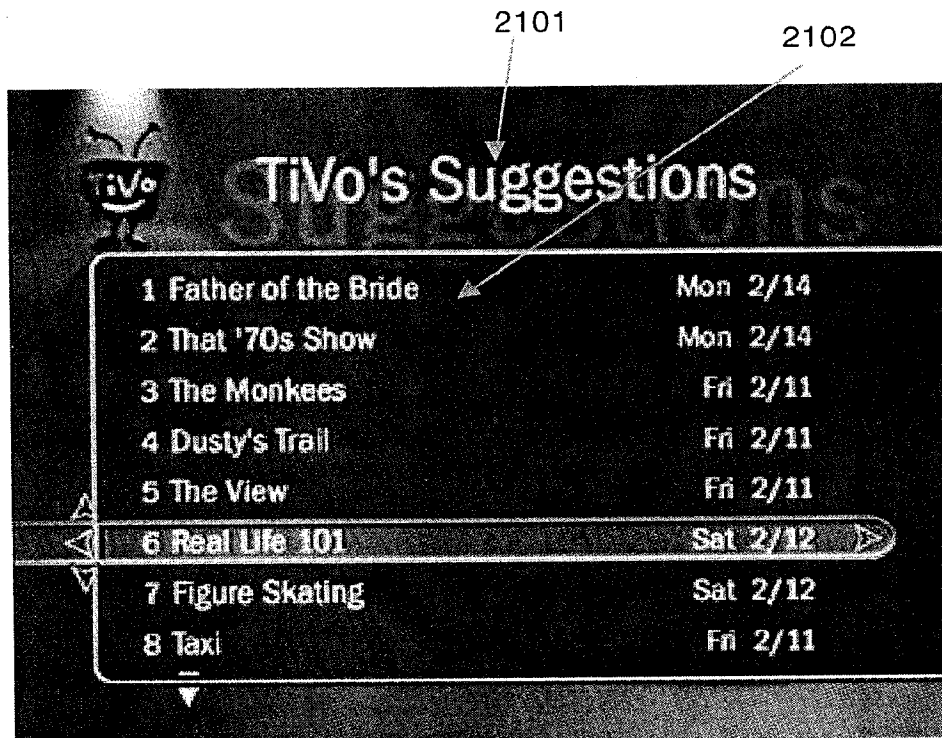 2101
2102
TiVo
TiVo's Suggestions
Suggestions
1 Father of the Bride Mon 2/14
2 That '70s Show Mon 2/14
3 The Monkees Fri 2/11
4 Dusty's Trail Fri 2/11
5 The View Fri 2/11
6 Real Life 101 Sat 2/12
7 Figure Skating Sat 2/12
8 Taxi Fri 2/11